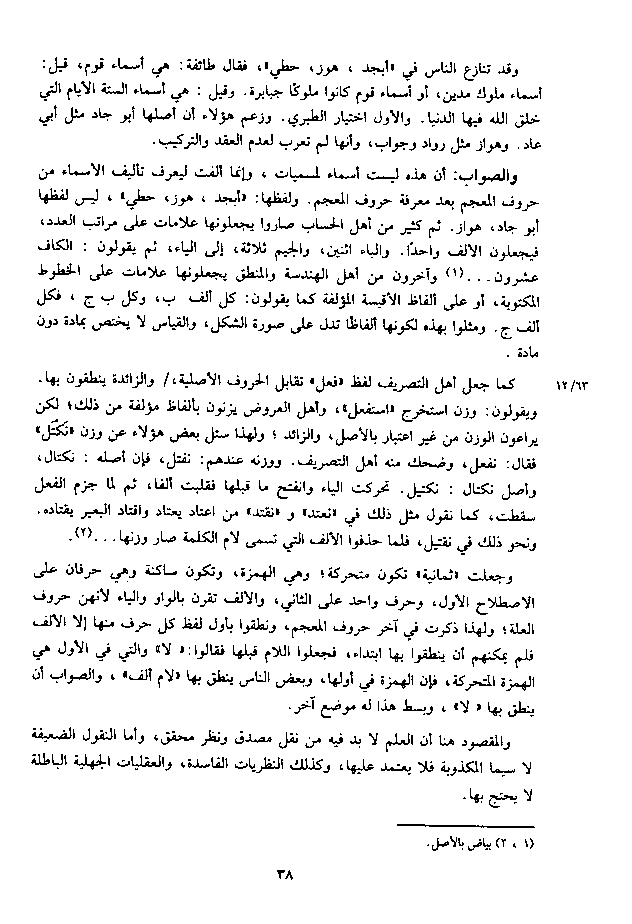 وقد تنازع الناس في «أبجد ، هوز، حطي»، فقال طائفة: هي أسماء قوم، قيل:
أسماء ملوك مدين، أو أسماء قوم كانوا ملوكًا جبابرة. وقيل : هي أسماء الستة الأيام التي
خلق الله فيها الدنيا. والأول اختيار الطبري. وزعم هؤلاء أن أصلها أبو جاد مثل أبي
عاد. وهواز مثل رواد وجواب، وأنها لم تعرب لعدم العقد والتركيب.
والصواب: أن هذه ليست أسماء لمسميات ، وإنما ألفت ليعرف تأليف الأسماء من
حروف المعجم بعد معرفة حروف المعجم. ولفظها: «أبجد ، هوز، حطي» ، ليس لفظها
أبو جاد، هواز. ثم كثير من أهل الحساب صاروا يجعلونها علامات على مراتب العدد،
فيجعلون الألف واحدًا. والباء اثنين، والجيم ثلاثة، إلى الياء، ثم يقولون : الكاف
عشرون...(١) وآخرون من أهل الهندسة والمنطق يجعلونها علامات على الخطوط
المكتوبة، أو على ألفاظ الأقيسة المؤلفة كما يقولون: كل ألف ب، وكل ب ج ، فكل
ألف ج. ومثلوا بهذه لكونها ألفاظًا تدل على صورة الشكل، والقياس لا يختص بمادة دون
مادة .
١٢/٦٣ كما جعل أهل التصريف لفظ «فعل» تقابل الحروف الأصلية،/ والزائدة ينطقون بها.
ويقولون: وزن استخرج «استفعل»، وأهل العروض يزنون بألفاظ مؤلفة من ذلك؛ لكن
يراعون الوزن من غير اعتبار بالأصل، والزائد ؛ ولهذا سئل بعض هؤلاء عن وزن «نَكْتَل»
فقال: نفعل، وضحك منه أهل التصريف. ووزنه عندهم: نفتل، فإن أصله : نكتال،
وأصل نكتال : نكتيل. تحركت الياء وانفتح ما قبلها فقلبت ألفا، ثم لما جزم الفعل
سقطت، كما نقول مثل ذلك في «نعتد» و «نقتد» من اعتاد يعتاد واقتاد البعير يقتاده.
ونحو ذلك في نقتيل، فلما حذفوا الألف التي تسمى لام الكلمة صار وزنها...(٢).
وجعلت «ثمانية» تكون متحركة؛ وهي الهمزة، وتكون ساكنة وهي حرفان على
الاصطلاح الأول، وحرف واحد على الثاني، والألف تقرن بالواو والياء لأنهن حروف
العلة؛ ولهذا ذكرت في آخر حروف المعجم، ونطقوا بأول لفظ كل حرف منها إلا الألف
فلم يمكنهم أن ينطقوا بها ابتداء، فجعلوا اللام قبلها فقالوا: « لا» والتي في الأول هي
الهمزة المتحركة، فإن الهمزة في أولها، وبعض الناس ينطق بها «لام ألف» ، والصواب أن
ينطق بها « لا» ، وبسط هذا له موضع آخر.
والمقصود هنا أن العلم لا بد فيه من نقل مصدق ونظر محقق، وأما النقول الضعيفة
لا سيما المكذوبة فلا يعتمد عليها، وكذلك النظريات الفاسدة، والعقليات الجهلية الباطلة
لا يحتج بها.
(١ ، ٢) بياض بالأصل.
٣٨